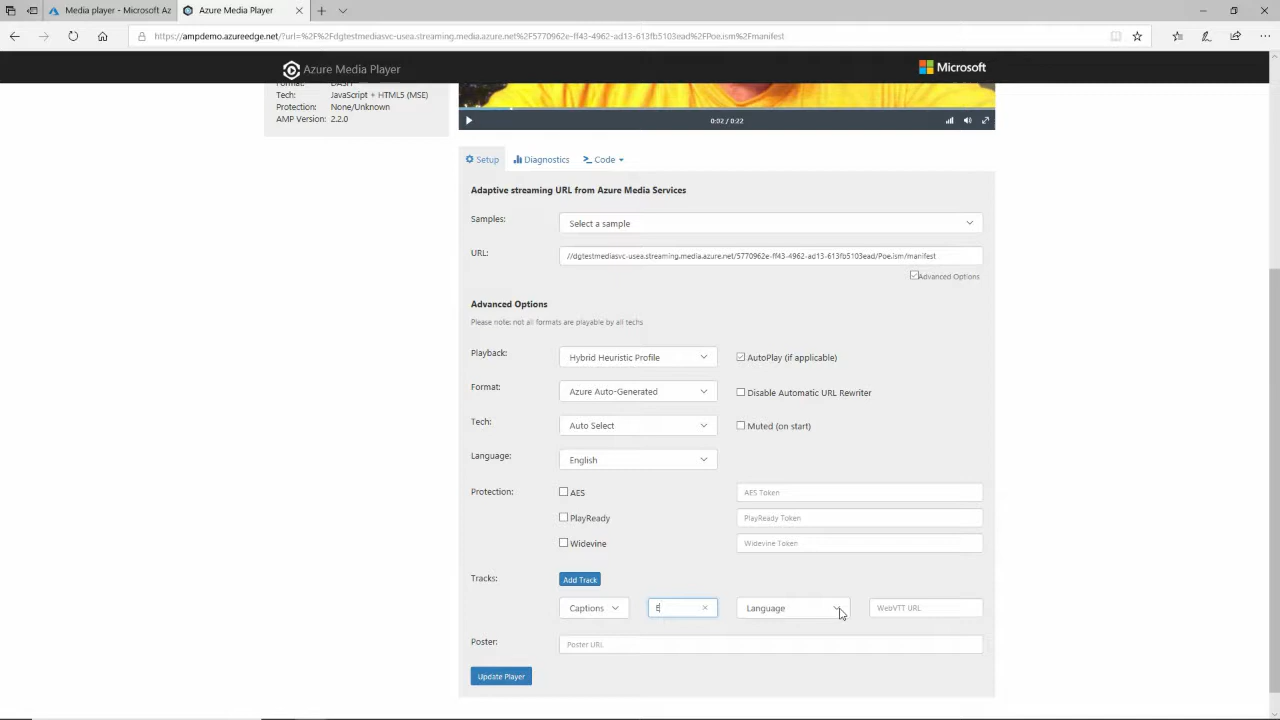 Media player - Microsoft Az
Azure Media Player
https://ampdemo.azureedge.net/?url=%2F%2Fdgtestmediasvc-usea.streaming.media.azure.net%2F5770962e-ff43-4962-ad13-613fb5103ead%2FPoe.ism%2Fmanifest
Azure Media Player
Microsoft
Format: DASH
Tech: JavaScript + HTML5 (MSE)
Protection: None/Unknown
AMP Version: 2.2.0
0:02 / 0:22
Setup Diagnostics Code
Adaptive streaming URL from Azure Media Services
Samples: Select a sample
URL: //dgtestmediasvc-usea.streaming.media.azure.net/5770962e-ff43-4962-ad13-613fb5103ead/Poe.ism/manifest
Advanced Options
Advanced Options
Please note: not all formats are playable by all techs
Playback: Hybrid Heuristic Profile AutoPlay (if applicable)
Format: Azure Auto-Generated Disable Automatic URL Rewriter
Tech: Auto Select Muted (on start)
Language: English
Protection: AES AES Token
PlayReady PlayReady Token
Widevine Widevine Token
Tracks: Add Track
Captions E Language WebVTT URL
Poster: Poster URL
Update Player